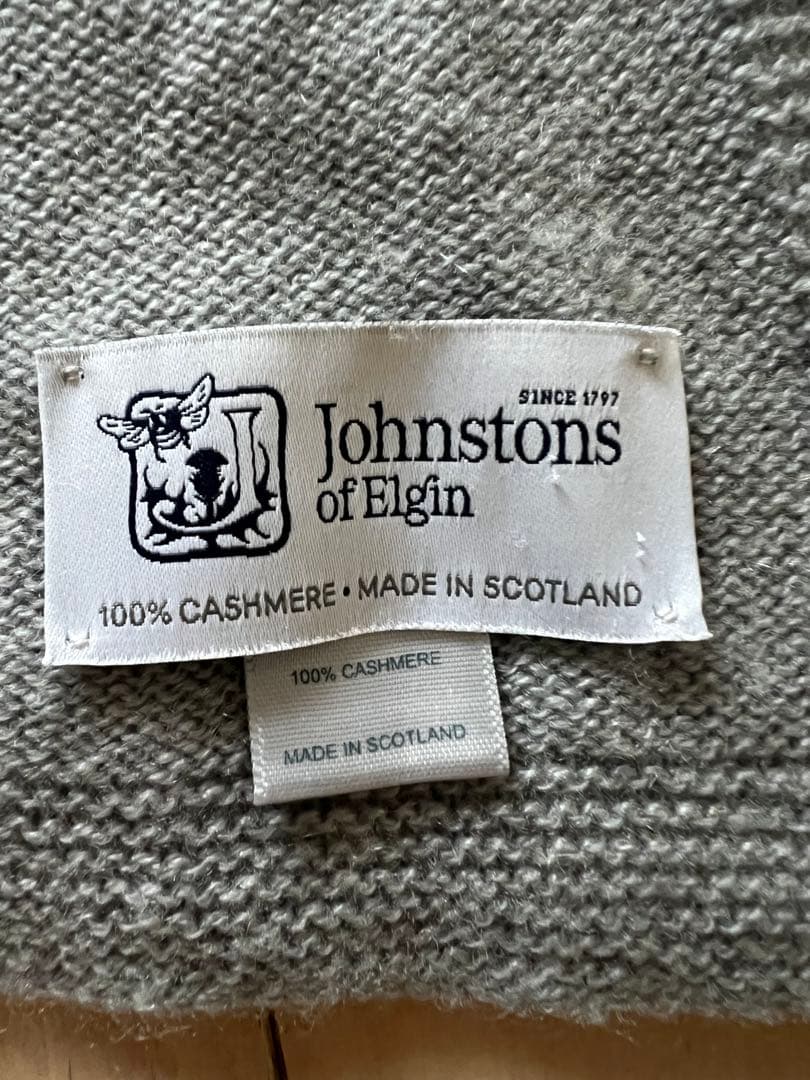 SINCE 1797
Johnstons
of Elgin
100% CASHMERE • MADE IN SCOTLAND
100% CASHMERE
MADE IN SCOTLAND